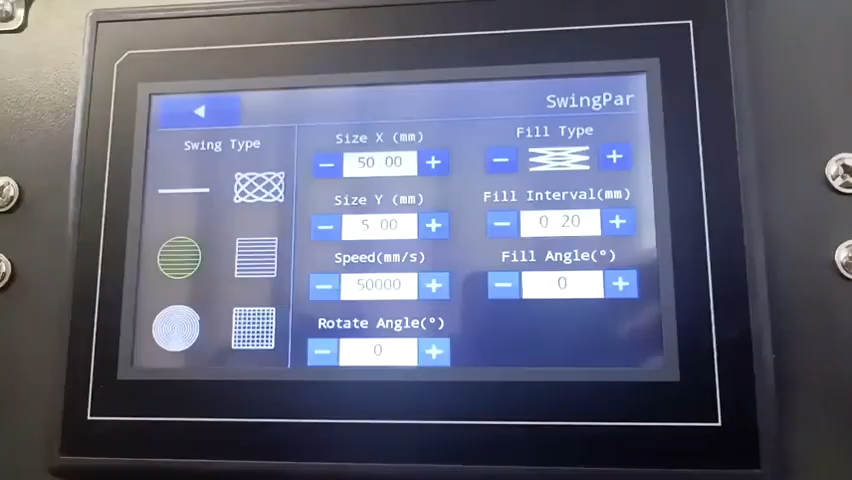 SwingPar
Swing Type
Size X (mm)
50 00
Size Y (mm)
5 00
Speed(mm/s)
50000
Rotate Angle(°)
0
Fill Type
Fill Interval(mm)
0 20
Fill Angle(°)
0